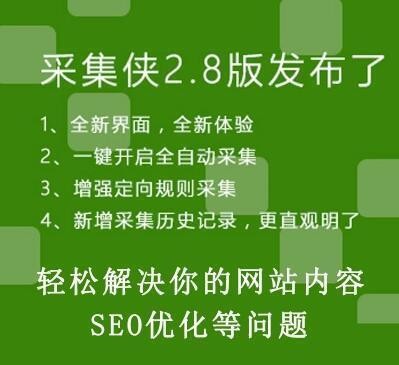 采集侠2.8版发布了
1、全新界面，全新体验
2、一键开启全自动采集
3、增强定向规则采集
4、新增采集历史记录，更直观明了
轻松解决你的网站内容
SEO优化等问题